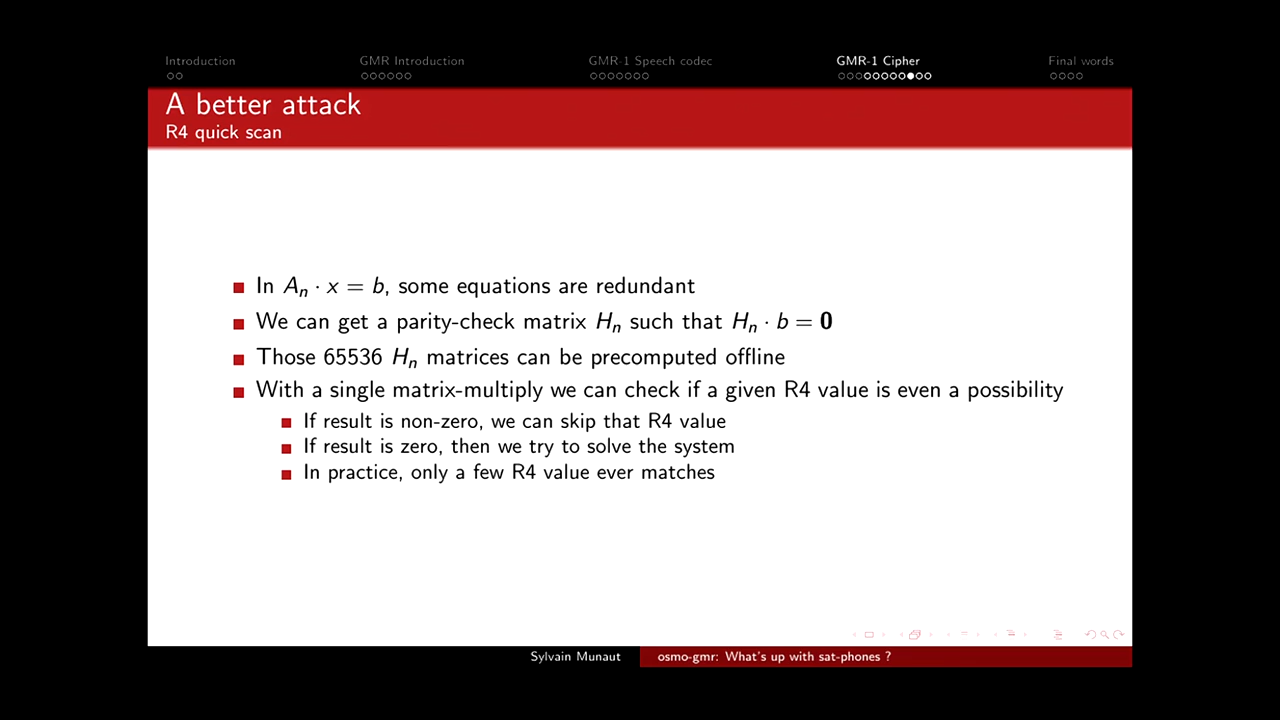 Introduction
GMR Introduction
GMR-1 Speech codec
GMR-1 Cipher
Final words
A better attack
R4 quick scan
In Aₙ · x = b, some equations are redundant
We can get a parity-check matrix Hₙ such that Hₙ · b = 0
Those 65536 Hₙ matrices can be precomputed offline
With a single matrix-multiply we can check if a given R4 value is even a possibility
If result is non-zero, we can skip that R4 value
If result is zero, then we try to solve the system
In practice, only a few R4 value ever matches
Sylvain Munaut
osmo-gmr: What's up with sat-phones ?